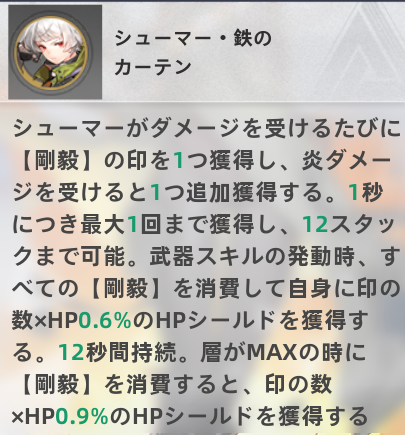 シューマー・鉄の
カーテン
シューマーがダメージを受けるたびに
【剛毅】の印を1つ獲得し、炎ダメー
ジを受けると1つ追加獲得する。1秒
につき最大1回まで獲得し、12スタッ
クまで可能。武器スキルの発動時、す
べての【剛毅】を消費して自身に印の
数×HP0.6%のHPシールドを獲得す
る。12秒間持続。層がMAXの時に
【剛毅】を消費すると、印の数
×HP0.9%のHPシールドを獲得する